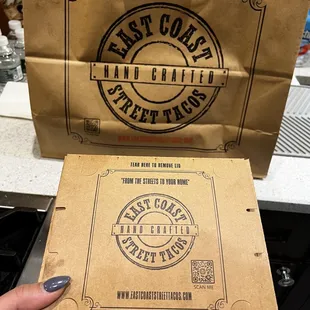 EAST COAST
HAND CRAFTED
STREET TACOS
TEAR HERE TO REMOVE LID
"FROM THE STREETS TO YOUR HOME"
EAST COAST
HAND CRAFTED
STREET TACOS
SCAN ME
WWW.EASTCOASTSTREETTACOS.COM